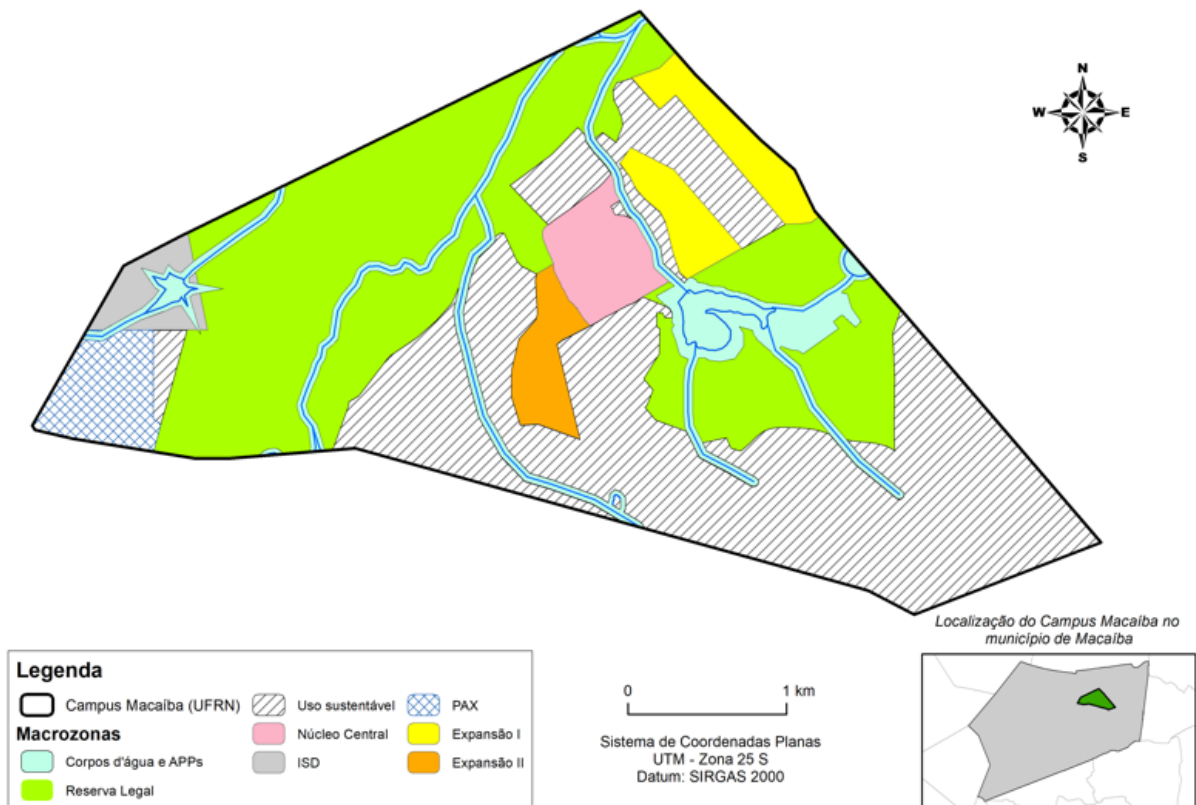 N
W E
S
Localização do Campus Macaíba no
município de Macaíba
Legenda
Campus Macaíba (UFRN)
Macrozonas
Corpos d'água e APPs
Reserva Legal
Uso sustentável
Núcleo Central
ISD
PAX
Expansão I
Expansão II
0 1 km
Sistema de Coordenadas Planas
UTM - Zona 25 S
Datum: SIRGAS 2000